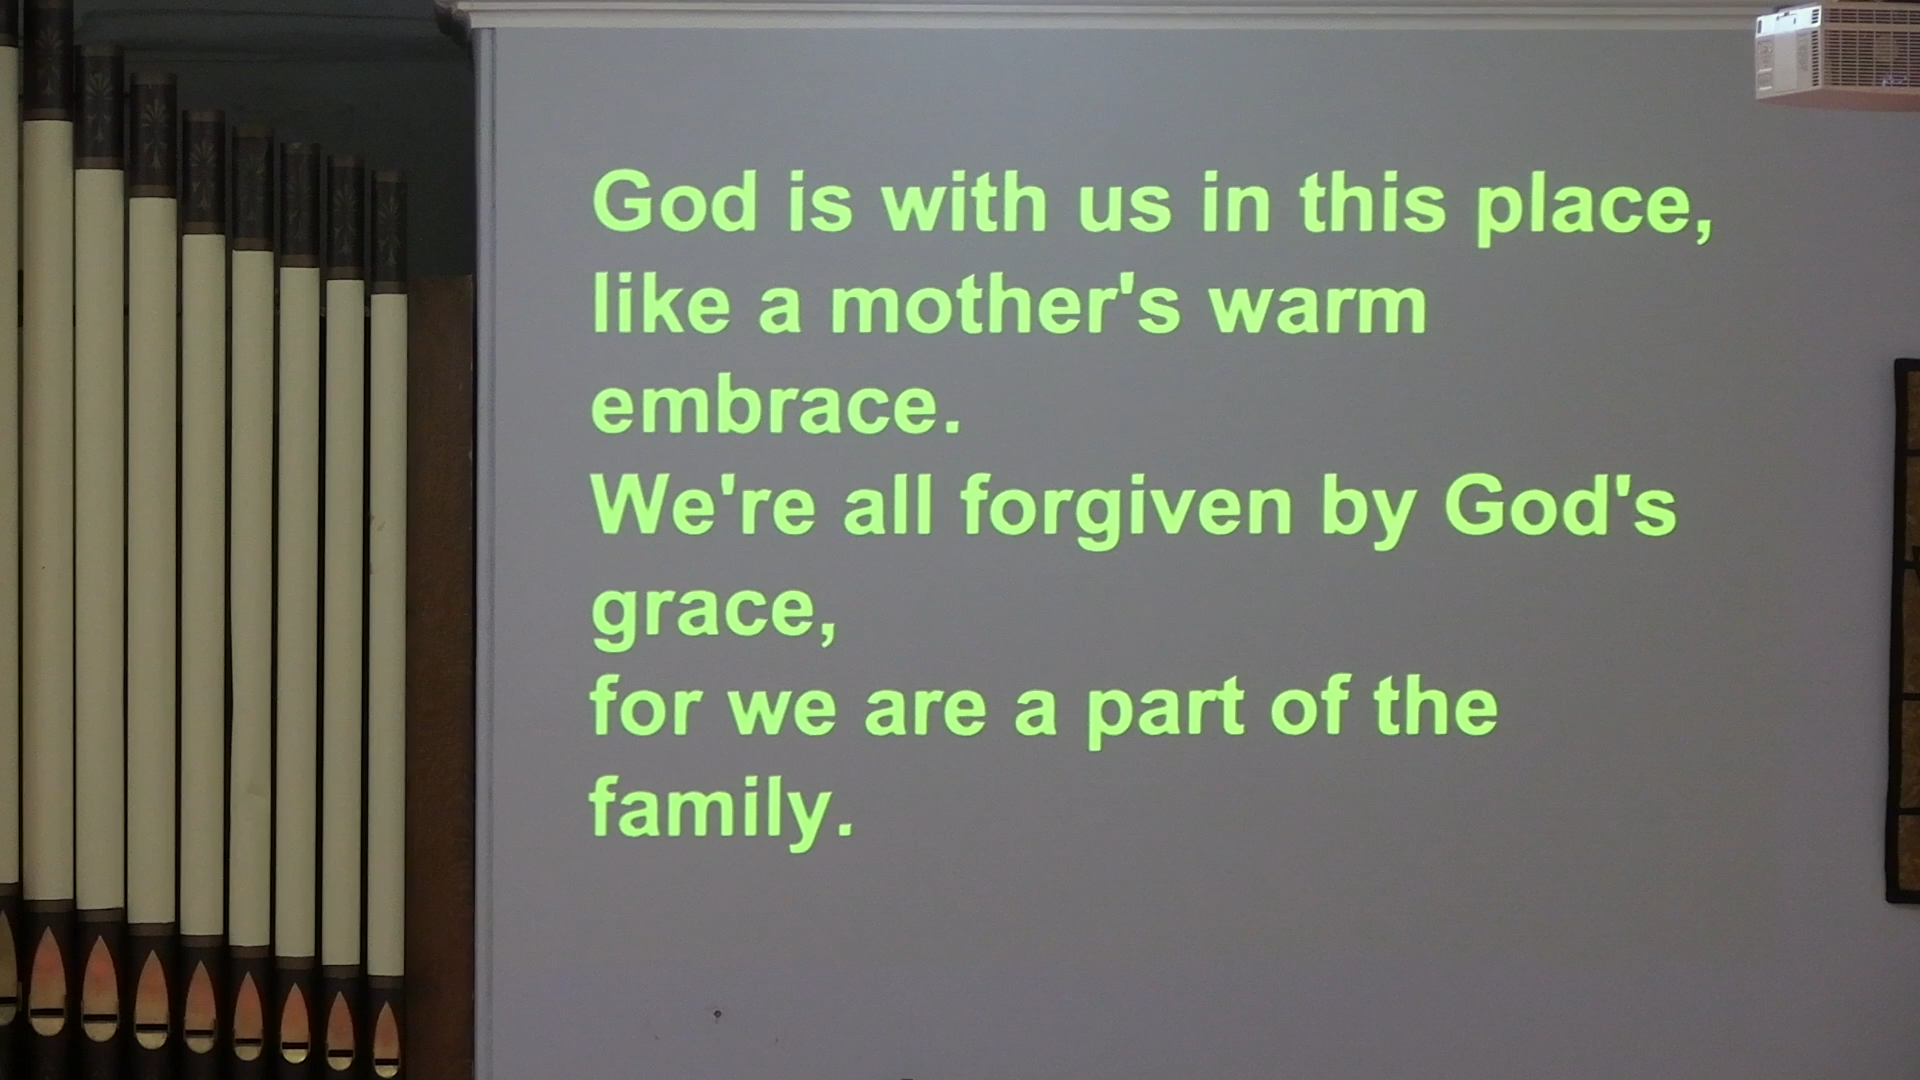 God is with us in this place,
like a mother's warm
embrace.
We're all forgiven by God's
grace,
for we are a part of the
family.